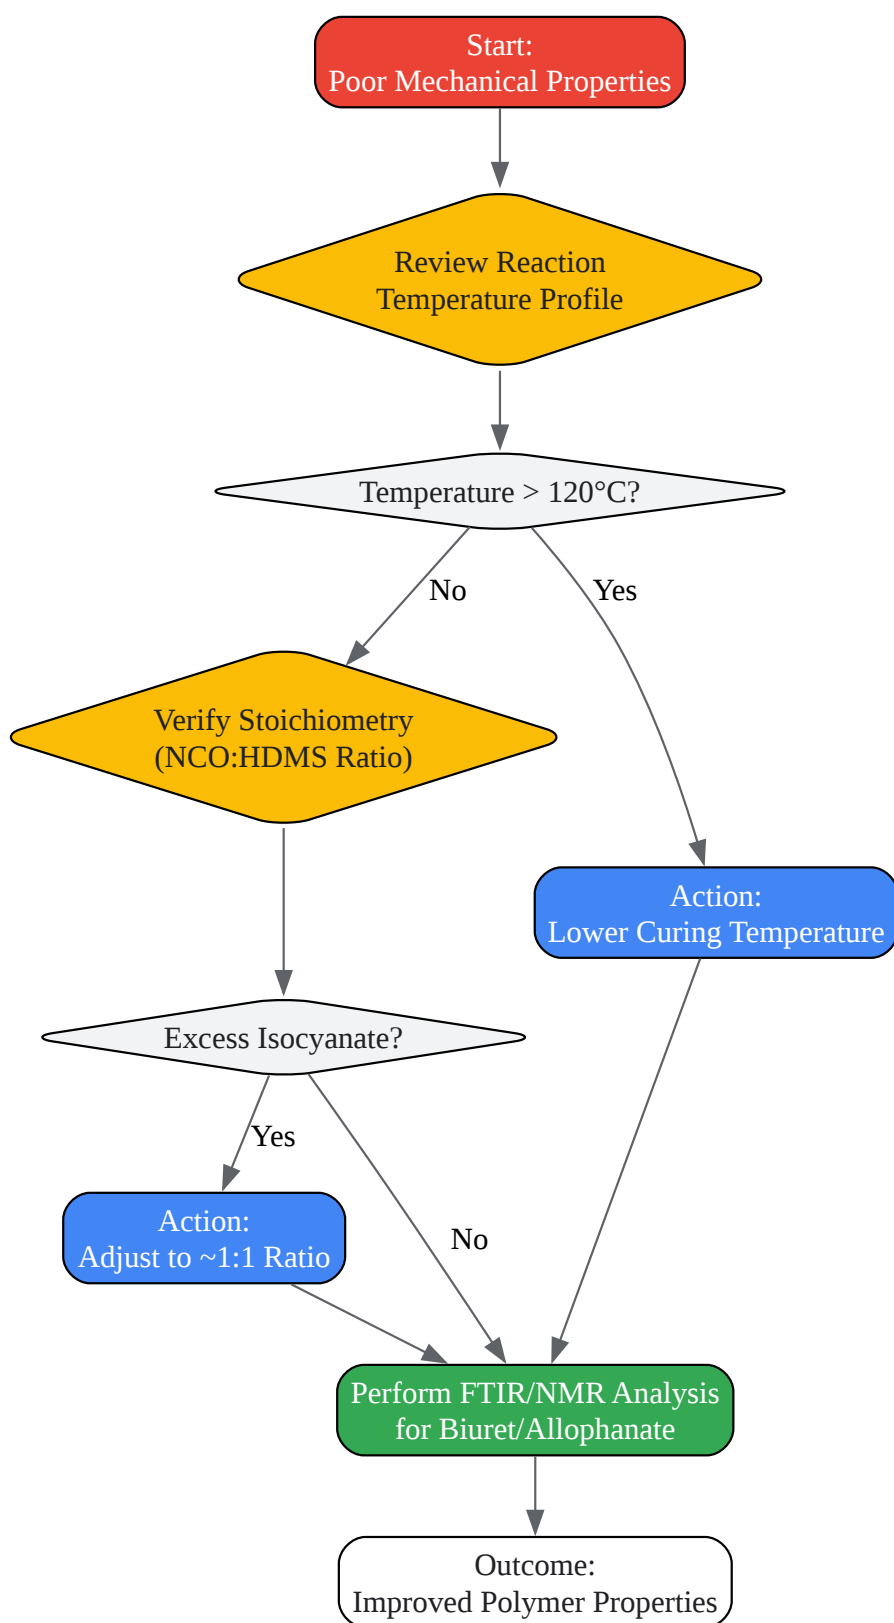 Start:
Poor Mechanical Properties
Review Reaction
Temperature Profile
Temperature > 120°C?
No
Yes
Verify Stoichiometry
(NCO:HDMS Ratio)
Action:
Lower Curing Temperature
Excess Isocyanate?
Yes
Action:
Adjust to ~1:1 Ratio
No
Perform FTIR/NMR Analysis
for Biuret/Allophanate
Outcome:
Improved Polymer Properties